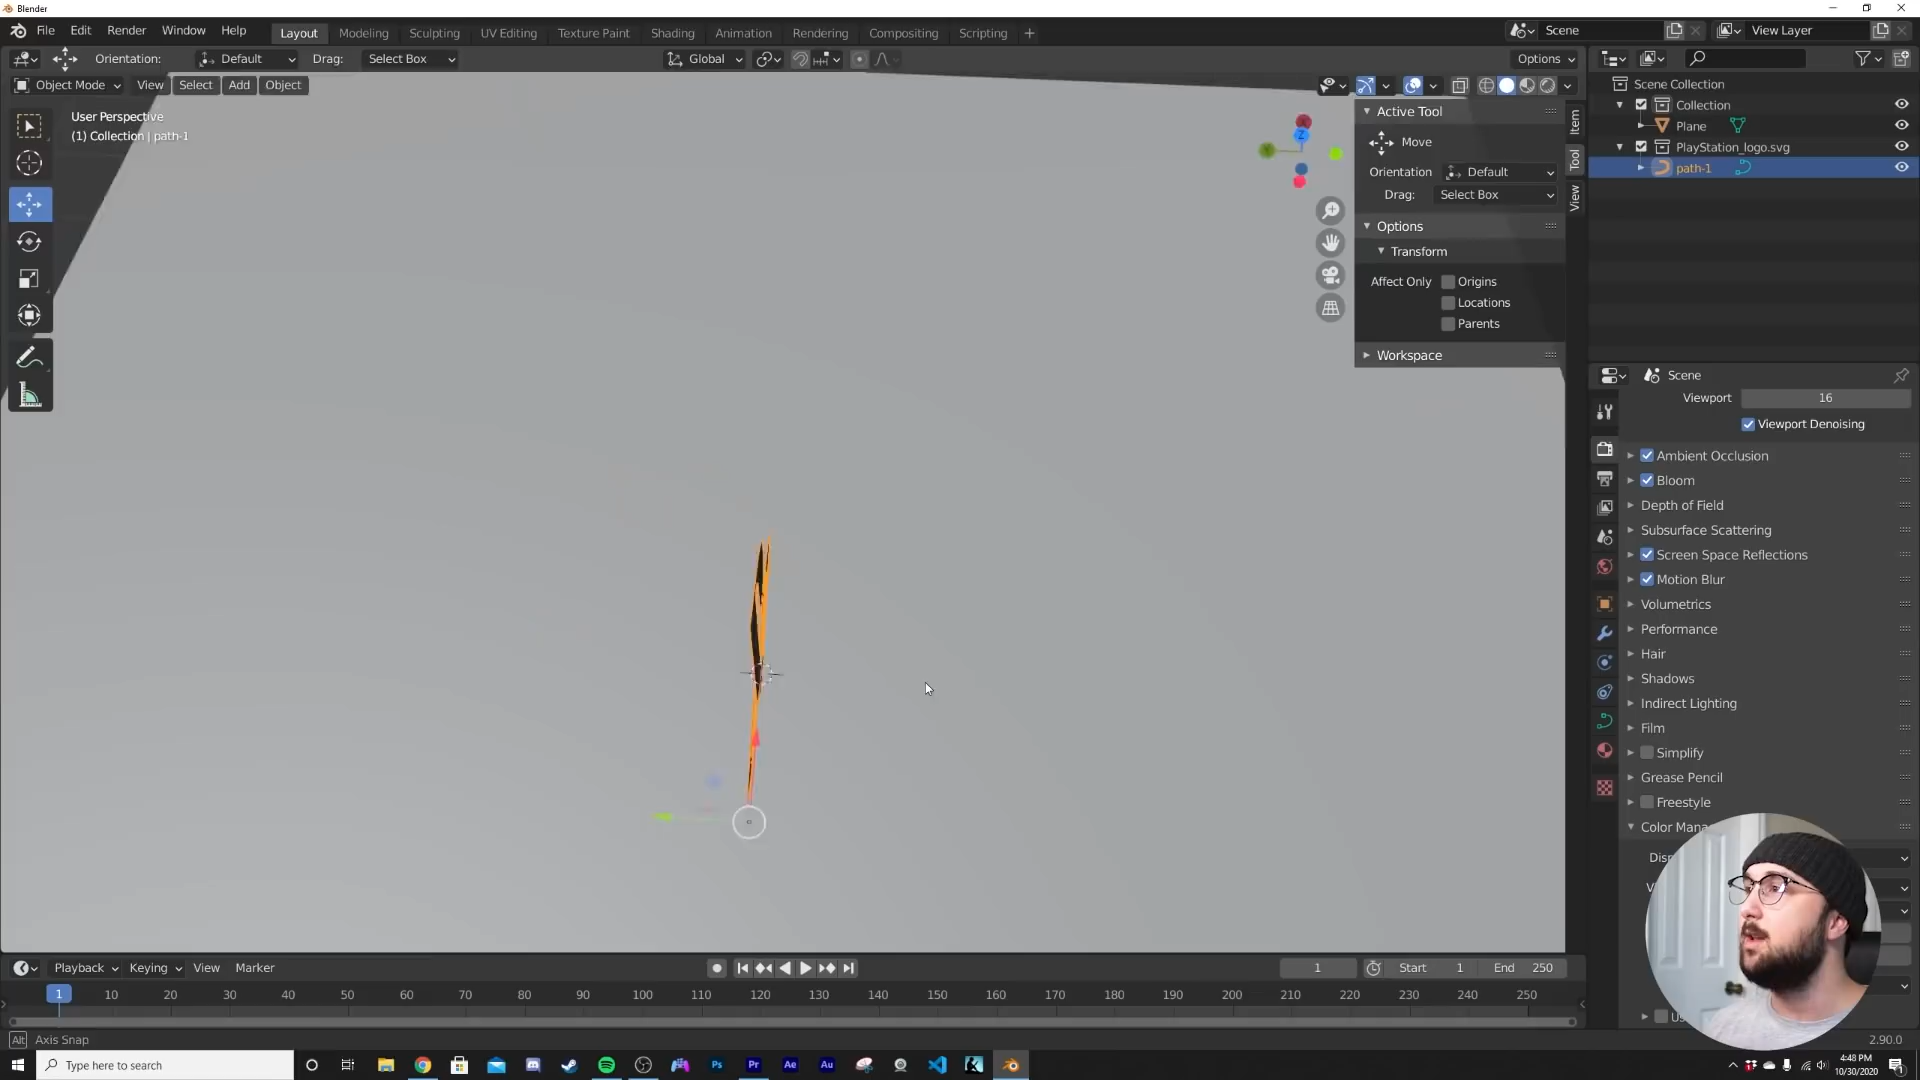 Blender
File Edit Render Window Help Layout Modeling Sculpting UV Editing Texture Paint Shading Animation Rendering Compositing Scripting +
Scene View Layer
Orientation: Default Drag: Select Box Global Options
Object Mode View Select Add Object
User Perspective
(1) Collection | path-1
Z
Active Tool
Move
Orientation Default
Drag: Select Box
Options
Transform
Affect Only Origins
Locations
Parents
Workspace
Item
Tool
View
Scene Collection
Collection
Plane
PlayStation_logo.svg
path-1
Scene
Viewport 16
Viewport Denoising
Ambient Occlusion
Bloom
Depth of Field
Subsurface Scattering
Screen Space Reflections
Motion Blur
Volumetrics
Performance
Hair
Shadows
Indirect Lighting
Film
Simplify
Grease Pencil
Freestyle
Color Mana
Disp
Playback Keying View Marker 1 Start 1 End 250
1 10 20 30 40 50 60 70 80 90 100 110 120 130 140 150 160 170 180 190 200 210 220 230 240 250
Alt Axis Snap 2.90.0
Type here to search Ps Pr Ae Au
4:48 PM
10/30/2020